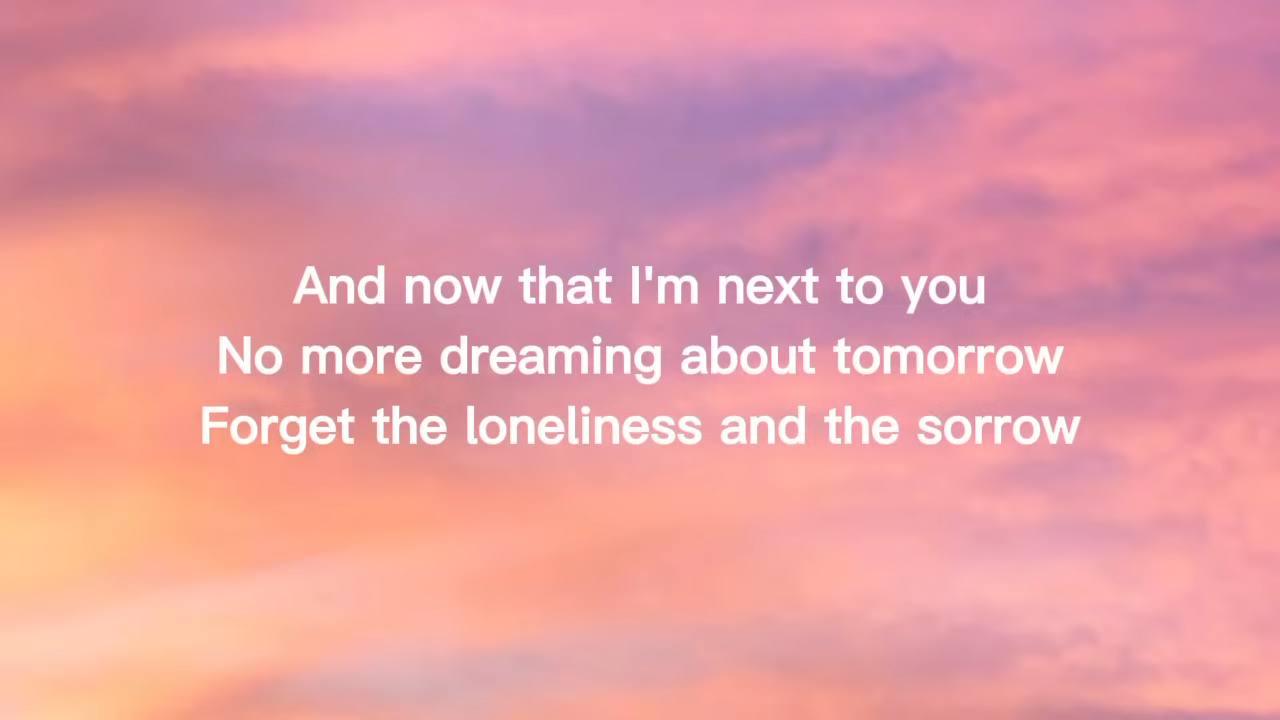 And now that I'm next to you
No more dreaming about tomorrow
Forget the loneliness and the sorrow